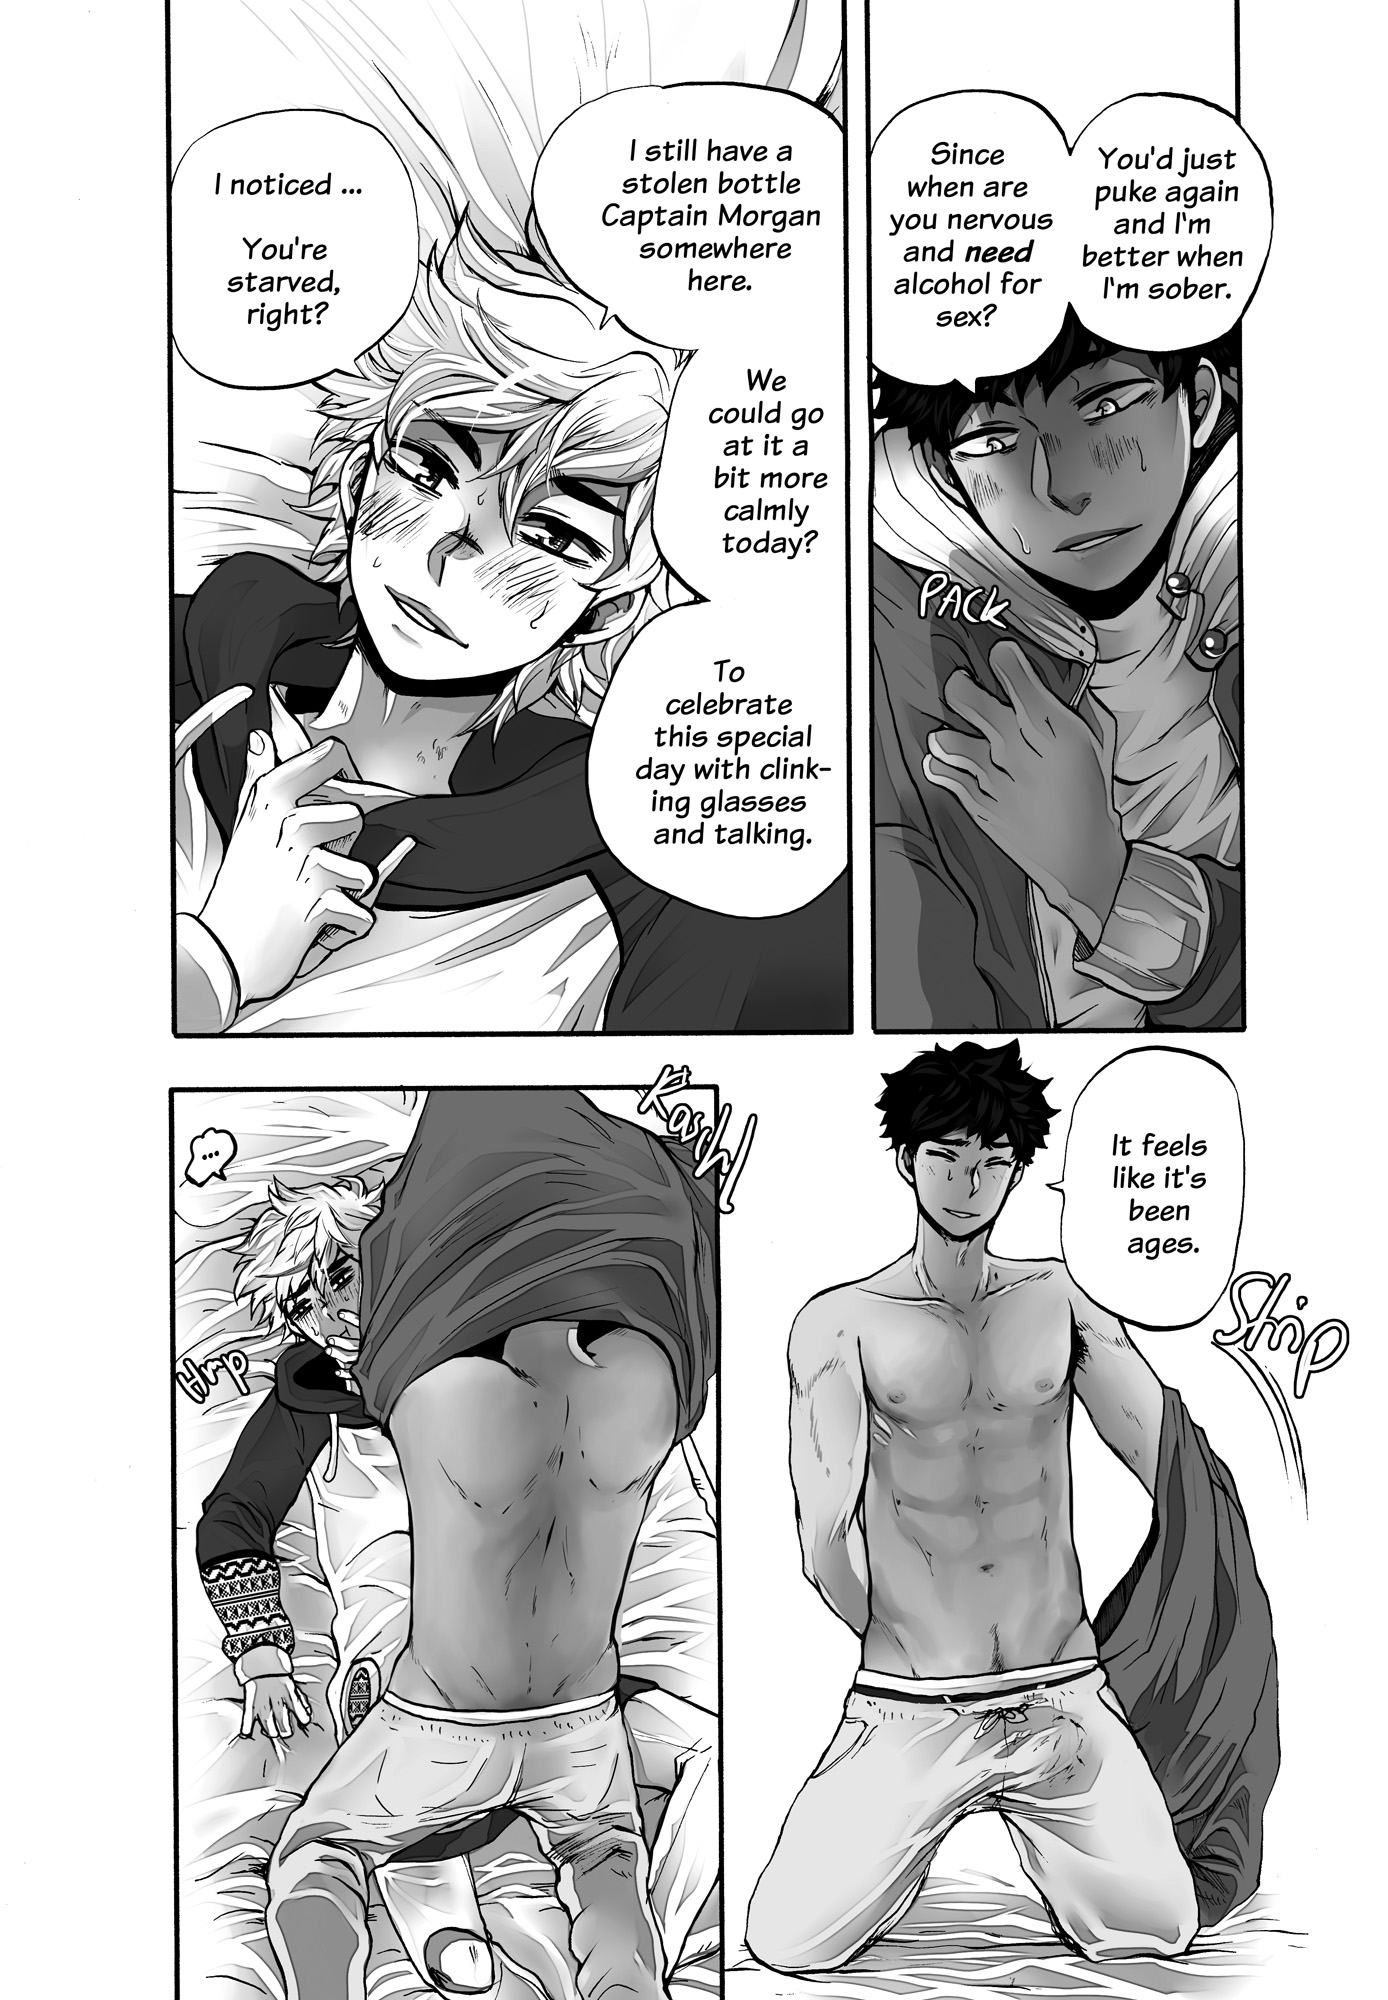 I noticed ...
You're
starved,
right?
I still have a
stolen bottle
Captain Morgan
somewhere
here.
We
could go
at it a
bit more
calmly
today?
To
celebrate
this special
day with clink-
ing glasses
and talking.
Since
when are
you nervous
and need
alcohol for
sex?
You'd just
puke again
and I'm
better when
I'm sober.
PACK
...
Hmp
Raschl
It feels
like it's
been
ages.
Shrip